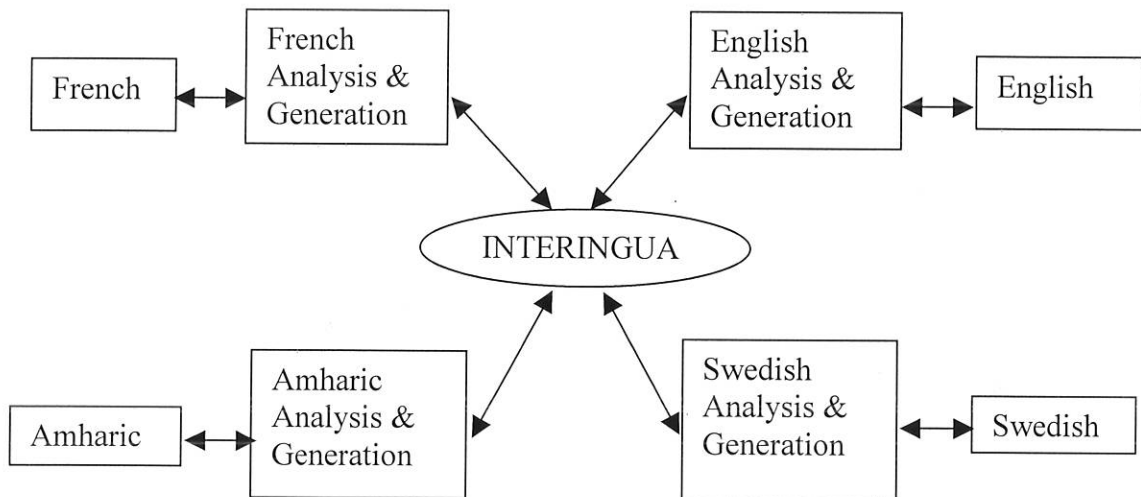 French
French
Analysis &
Generation
English
Analysis &
Generation
English
INTERINGUA
Amharic
Amharic
Analysis &
Generation
Swedish
Analysis &
Generation
Swedish